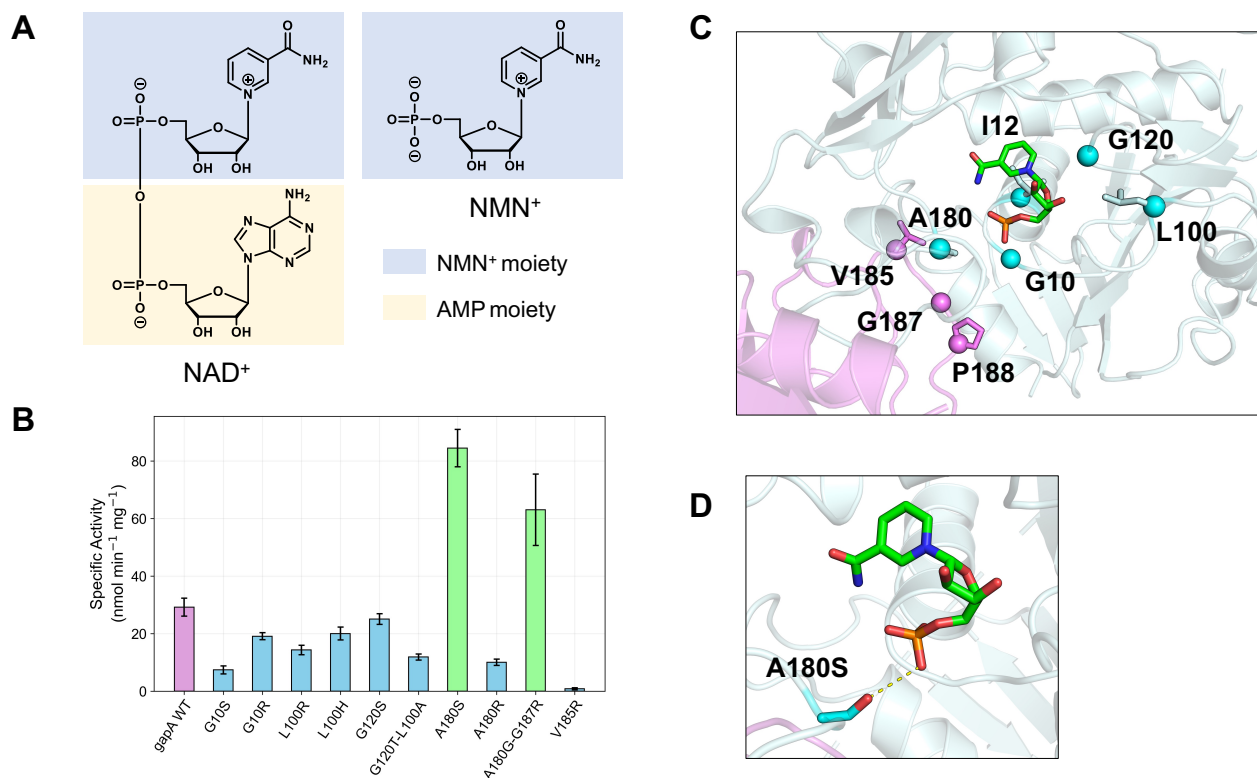 A
O
NH₂
N
+
⊖
O
O=P
O
O
O
OH OH
O
NH₂
N
+
⊖
O
O=P
O
O
O
⊖
OH OH
NMN⁺
O
NH₂
N
N
N
N
O=P
O
O
O
⊖
OH OH
NAD⁺
NMN⁺ moiety
AMP moiety
B
Specific Activity
(nmol min⁻¹ mg⁻¹)
80
60
40
20
0
gapA WT
G10S
G10R
L100R
L100H
G120S
G120T-L100A
A180S
A180R
A180G-G187R
V185R
C
I12
G120
A180
L100
V185
G10
G187
P188
D
A180S